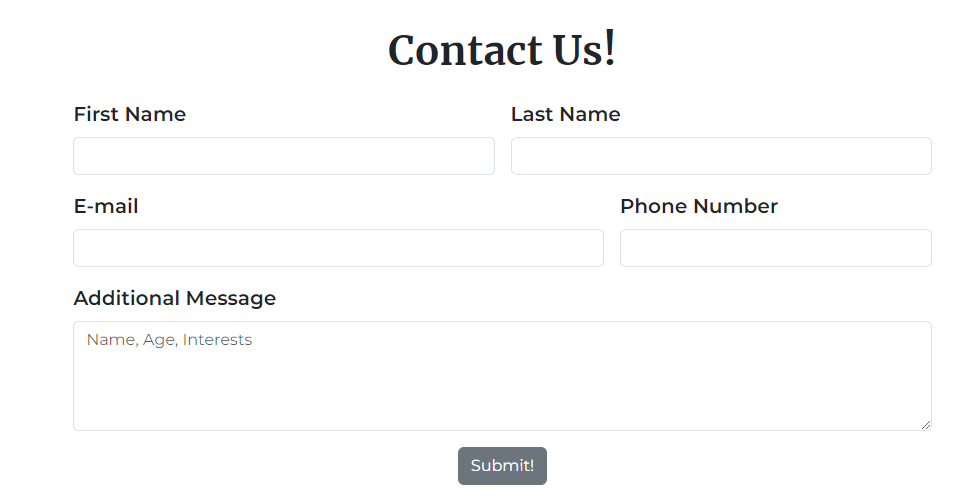 Contact Us!
First Name Last Name
E-mail Phone Number
Additional Message
Name, Age, Interests
Submit!